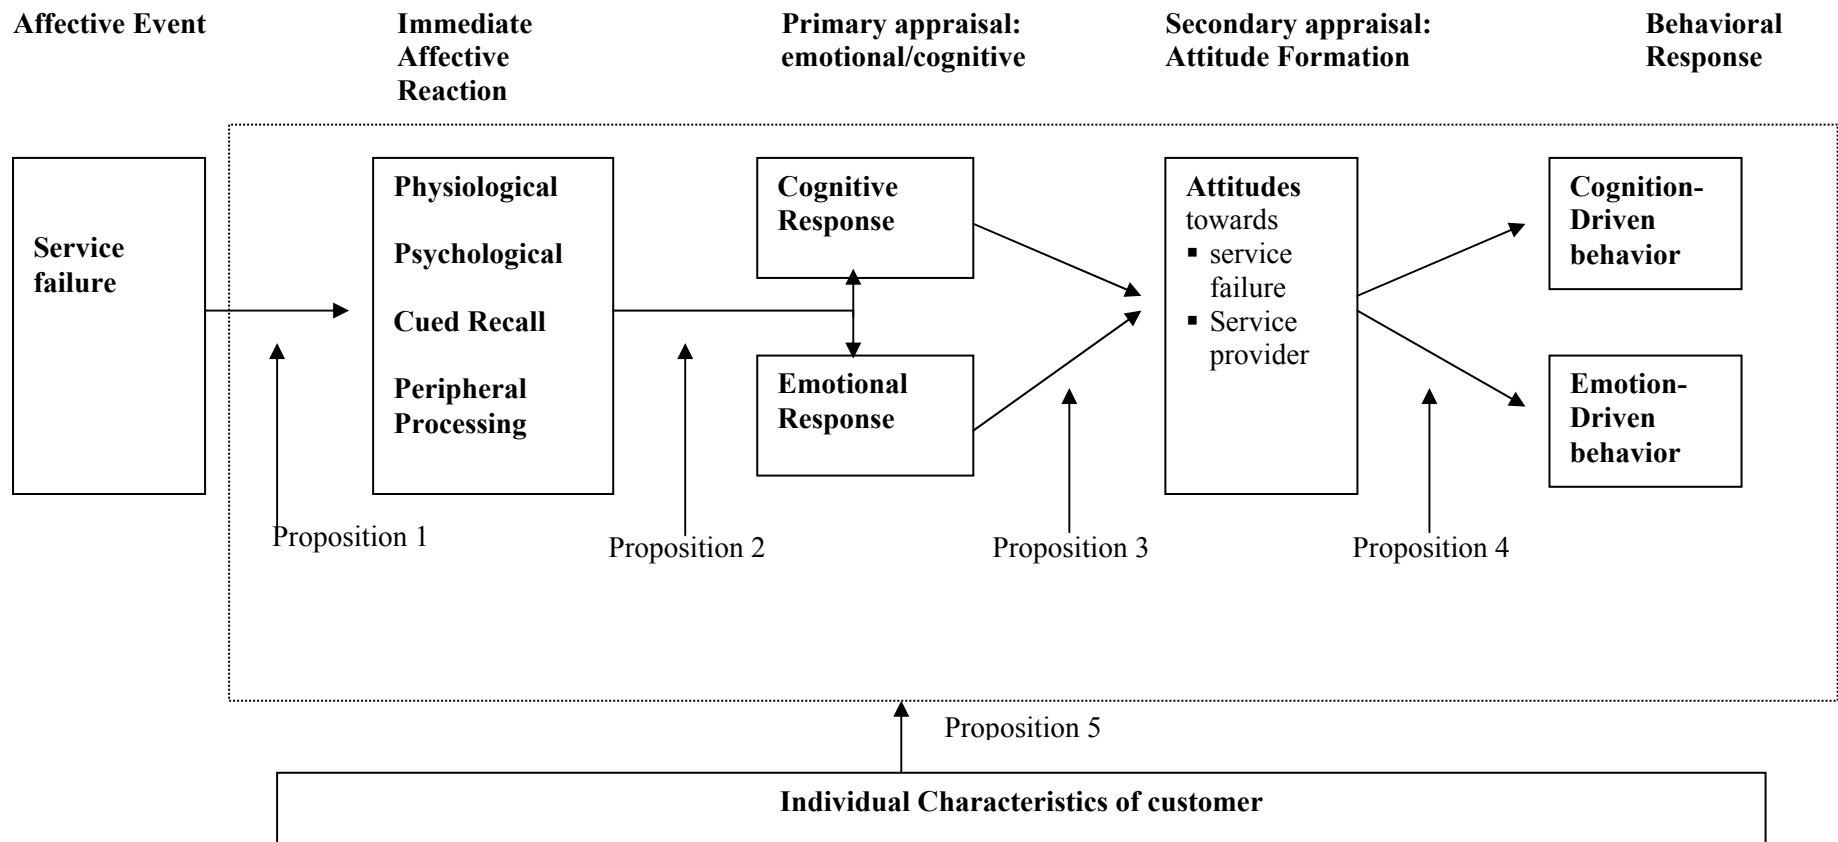 Affective Event
Immediate
Affective
Reaction
Primary appraisal:
emotional/cognitive
Secondary appraisal:
Attitude Formation
Behavioral
Response
Service
failure
Physiological
Psychological
Cued Recall
Peripheral
Processing
Cognitive
Response
Emotional
Response
Attitudes
towards
▪ service
failure
▪ Service
provider
Cognition-
Driven
behavior
Emotion-
Driven
behavior
Proposition 1
Proposition 2
Proposition 3
Proposition 4
Proposition 5
Individual Characteristics of customer